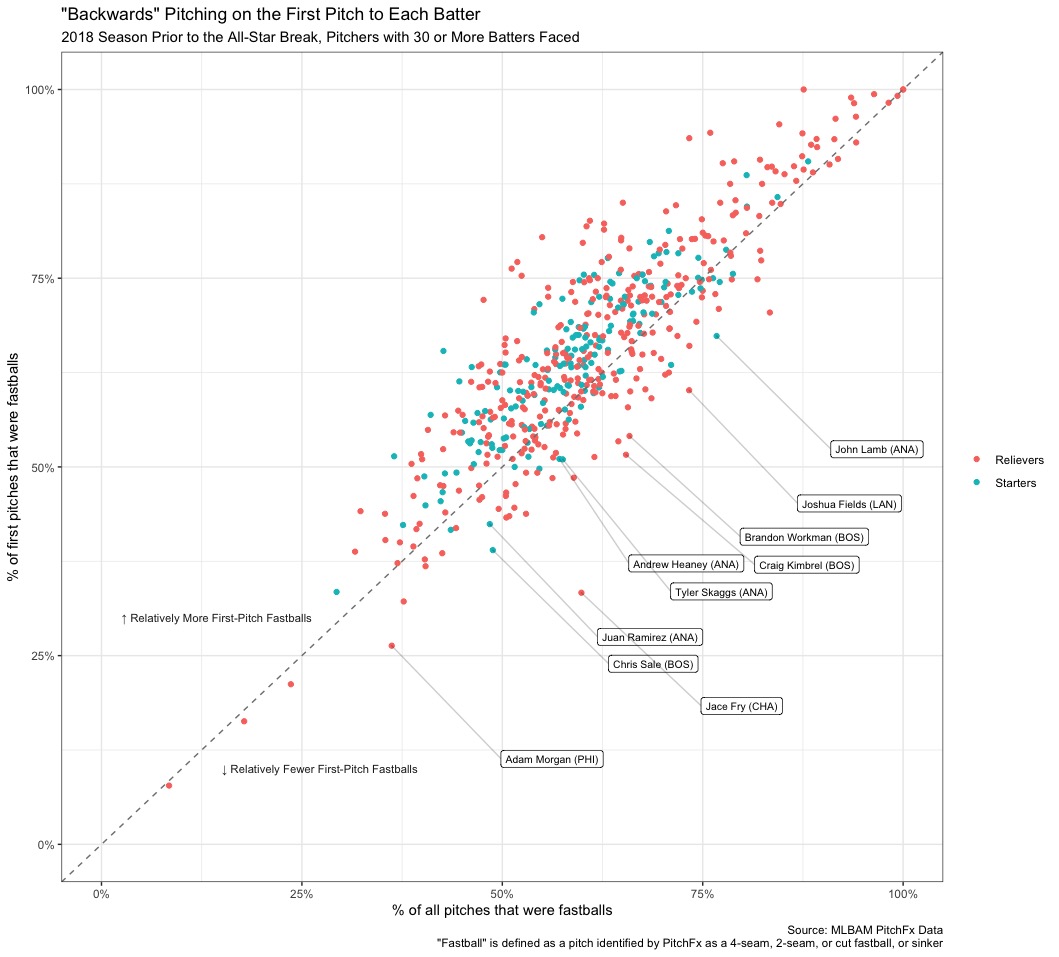 "Backwards" Pitching on the First Pitch to Each Batter
2018 Season Prior to the All-Star Break, Pitchers with 30 or More Batters Faced
% of first pitches that were fastballs
100%
75%
50%
25%
0%
John Lamb (ANA)
Joshua Fields (LAN)
Brandon Workman (BOS)
Andrew Heaney (ANA)
Craig Kimbrel (BOS)
Tyler Skaggs (ANA)
↑ Relatively More First-Pitch Fastballs
Juan Ramirez (ANA)
Chris Sale (BOS)
Jace Fry (CHA)
Adam Morgan (PHI)
↓ Relatively Fewer First-Pitch Fastballs
Relievers
Starters
0%
25%
50%
75%
100%
% of all pitches that were fastballs
Source: MLBAM PitchFx Data
"Fastball" is defined as a pitch identified by PitchFx as a 4-seam, 2-seam, or cut fastball, or sinker